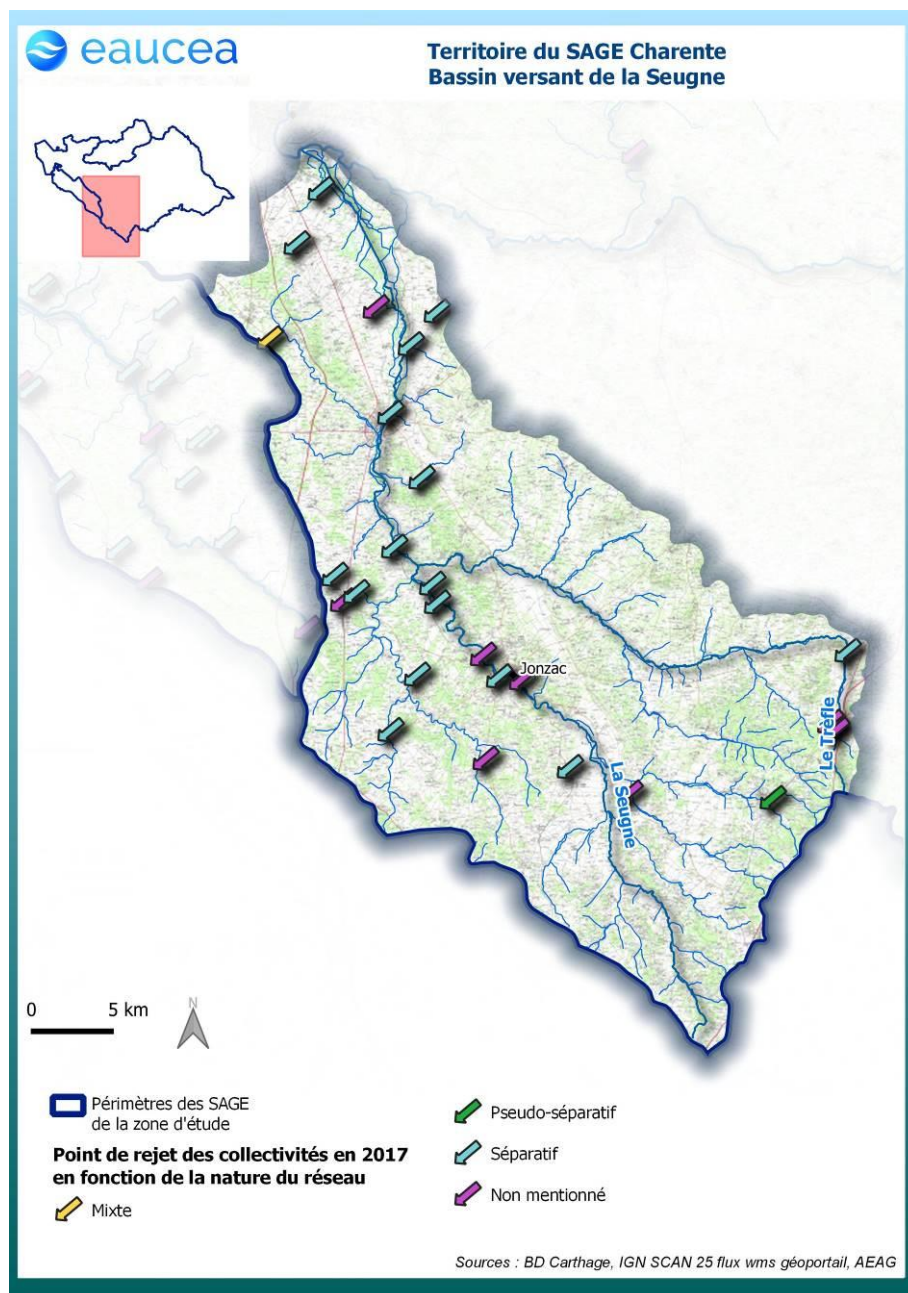 eaucea
Territoire du SAGE Charente
Bassin versant de la Seugne
Jonzac
Le Trèfle
La Seugne
0 5 km
N
Périmètres des SAGE
de la zone d'étude
Point de rejet des collectivités en 2017
en fonction de la nature du réseau
Mixte
Pseudo-séparatif
Séparatif
Non mentionné
Sources : BD Carthage, IGN SCAN 25 flux wms géoportail, AEAG